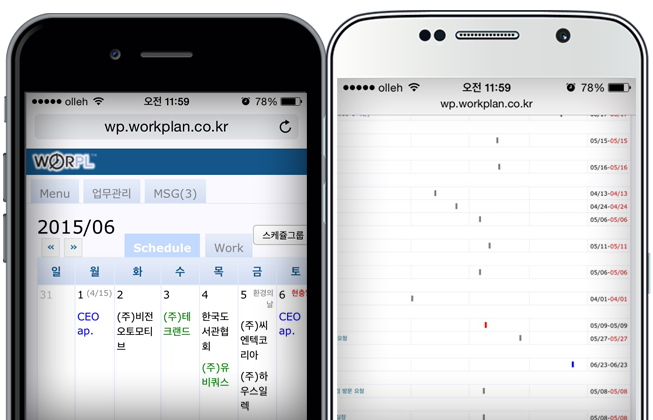 olleh 오전 11:59 78%
wp.workplan.co.kr
WORPL
Menu 업무관리 MSG(3)
2015/06
« » Schedule Work 스케쥴그룹
일 월 화 수 목 금 토
31 1 (4/15) 2 3 4 5 환경의날 6
CEO ap.
(주)비전오토모티브
(주)테크랜드
한국도서관협회
(주)유비쿼스
(주)씨엔텍코리아
(주)하우스일렉
CEO ap.
olleh 오전 11:59 78%
wp.workplan.co.kr
05/15-05/15
05/16-05/16
04/13-04/13
04/24-04/24
05/06-05/06
05/11-05/11
05/06-05/06
04/01-04/01
05/09-05/09
요청 05/27-05/27
06/23-06/23
방문 요청 05/08-05/08
05/08-05/08